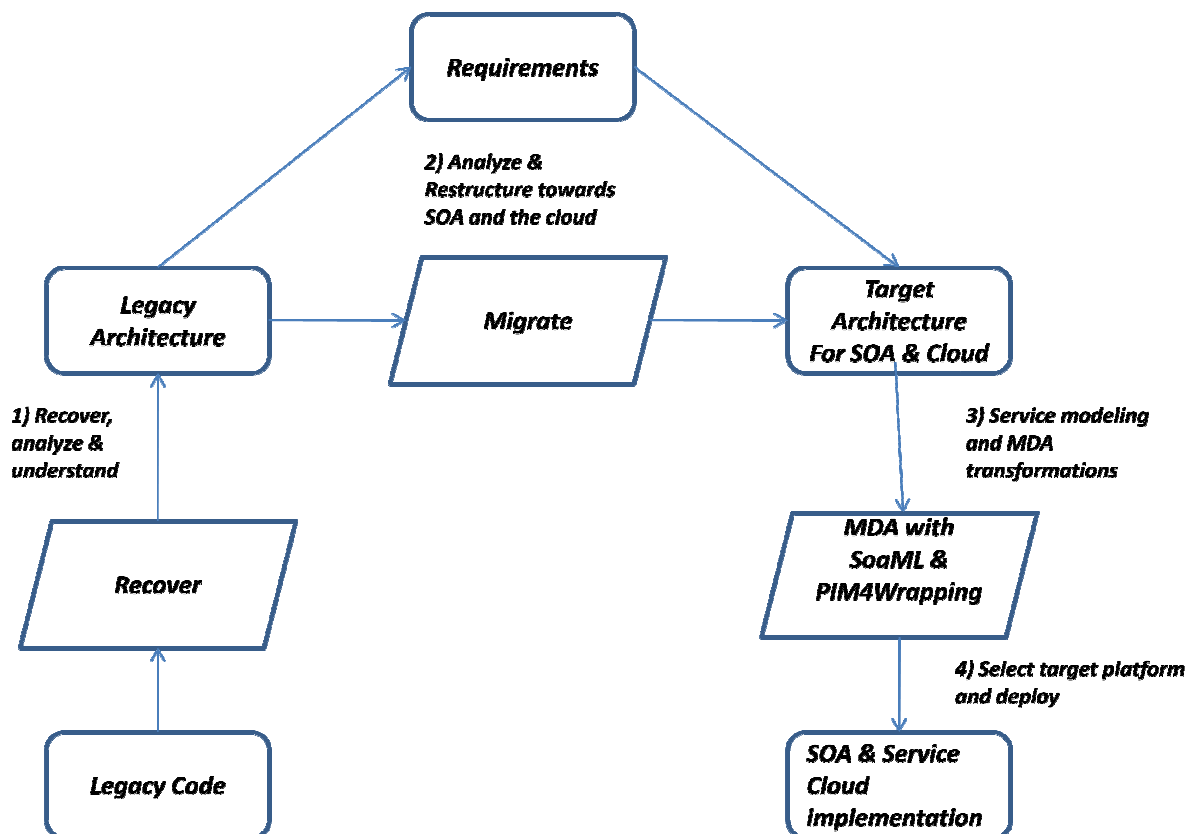 Requirements
2) Analyze &
Restructure towards
SOA and the cloud
Legacy
Architecture
Migrate
Target
Architecture
For SOA & Cloud
1) Recover,
analyze &
understand
3) Service modeling
and MDA
transformations
Recover
MDA with
SoaML &
PIM4Wrapping
4) Select target platform
and deploy
Legacy Code
SOA & Service
Cloud
implementation